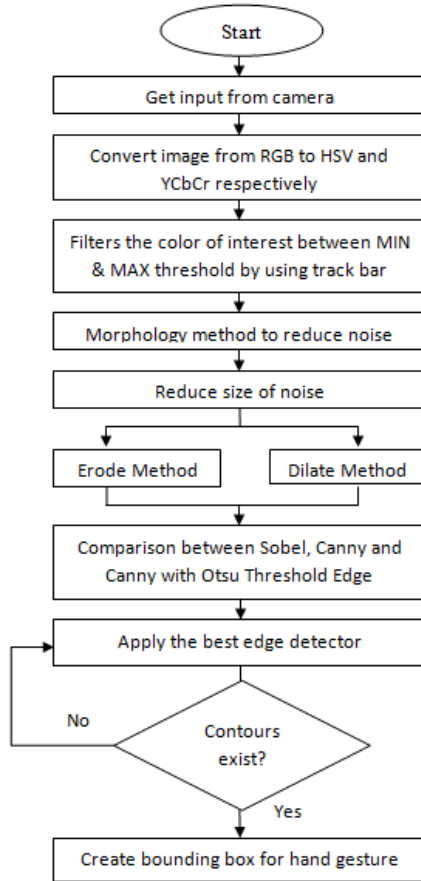 Start
Get input from camera
Convert image from RGB to HSV and
YCbCr respectively
Filters the color of interest between MIN
& MAX threshold by using track bar
Morphology method to reduce noise
Reduce size of noise
Erode Method
Dilate Method
Comparison between Sobel, Canny and
Canny with Otsu Threshold Edge
Apply the best edge detector
No
Contours
exist?
Yes
Create bounding box for hand gesture